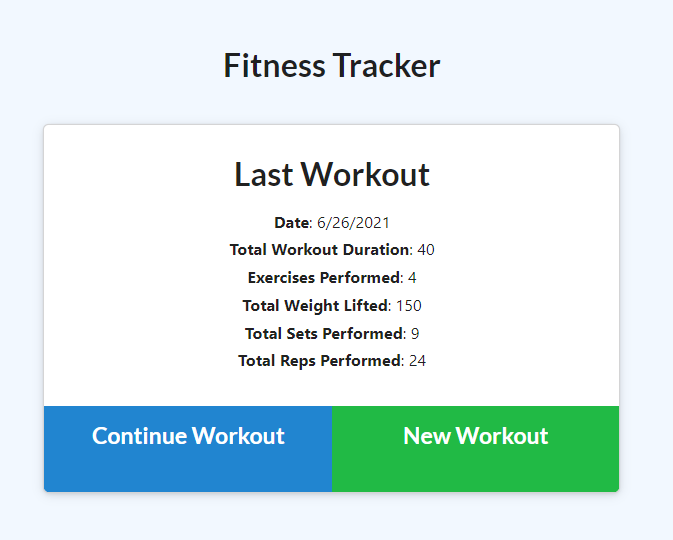 Fitness Tracker
Last Workout
Date: 6/26/2021
Total Workout Duration: 40
Exercises Performed: 4
Total Weight Lifted: 150
Total Sets Performed: 9
Total Reps Performed: 24
Continue Workout
New Workout